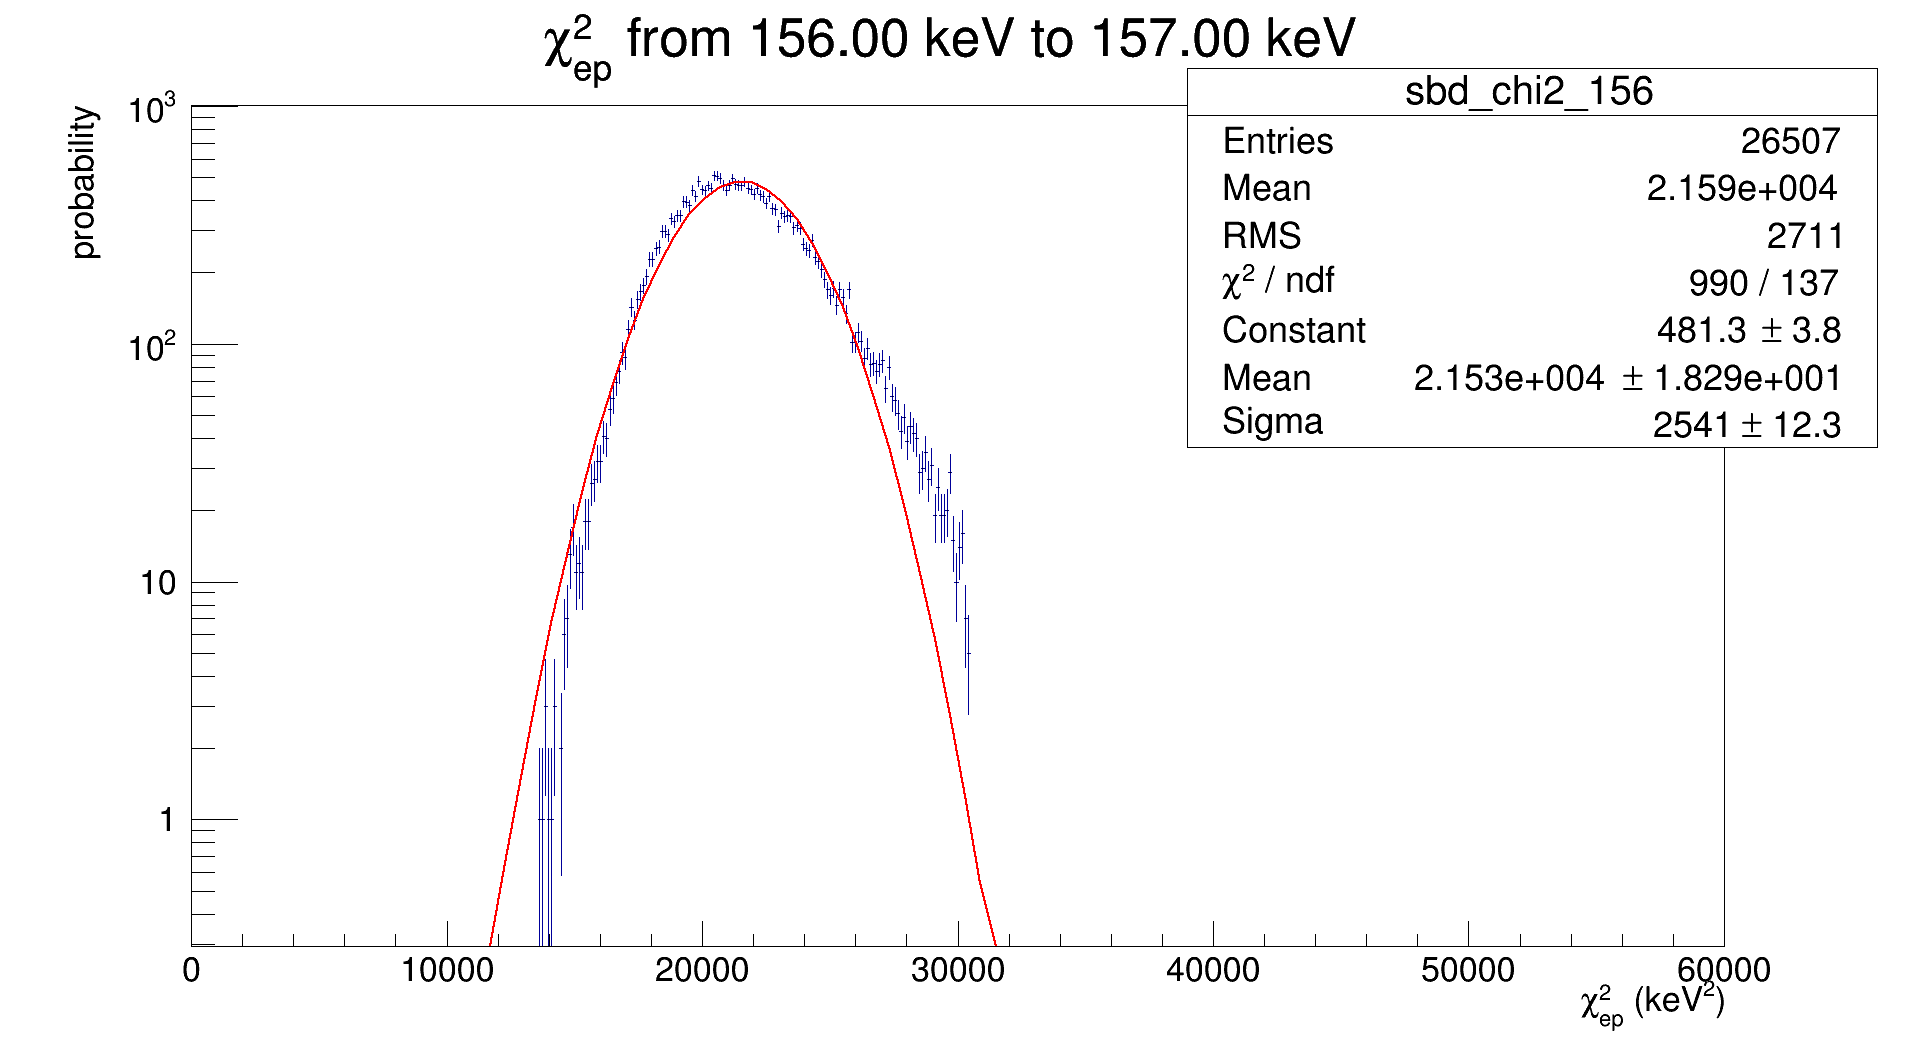 χ²ep from 156.00 keV to 157.00 keV
probability
10³
10²
10
1
sbd_chi2_156
Entries 26507
Mean 2.159e+004
RMS 2711
χ² / ndf 990 / 137
Constant 481.3 ± 3.8
Mean 2.153e+004 ± 1.829e+001
Sigma 2541 ± 12.3
0 10000 20000 30000 40000 50000 60000
χ²ep (keV²)